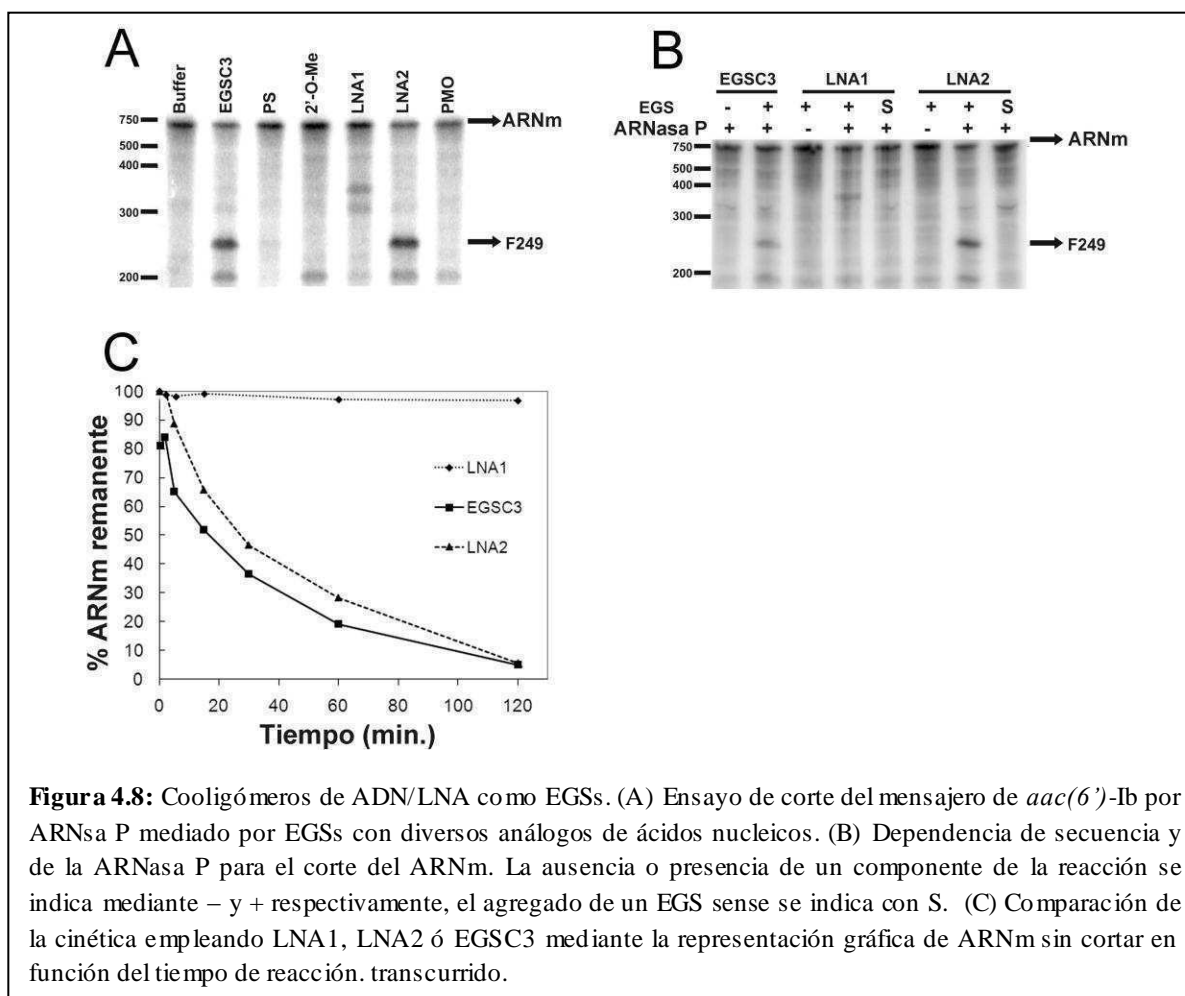 A
Buffer
EGSC3
PS
2'-O-Me
LNA1
LNA2
PMO
750
500
400
300
200
ARNm
F249
B
EGSC3 LNA1 LNA2
EGS - + + + S + + S
ARNasa P + + - + + - + +
750
500
400
300
200
ARNm
F249
C
% ARNm remanente
100
90
80
70
60
50
40
30
20
10
0
LNA1
EGSC3
LNA2
0 20 40 60 80 100 120
Tiempo (min.)
Figura 4.8: Cooligómeros de ADN/LNA como EGSs. (A) Ensayo de corte del mensajero de aac(6’)-Ib por
ARNsa P mediado por EGSs con diversos análogos de ácidos nucleicos. (B) Dependencia de secuencia y
de la ARNasa P para el corte del ARNm. La ausencia o presencia de un componente de la reacción se
indica mediante – y + respectivamente, el agregado de un EGS sense se indica con S. (C) Comparación de
la cinética empleando LNA1, LNA2 ó EGSC3 mediante la representación gráfica de ARNm sin cortar en
función del tiempo de reacción. transcurrido.